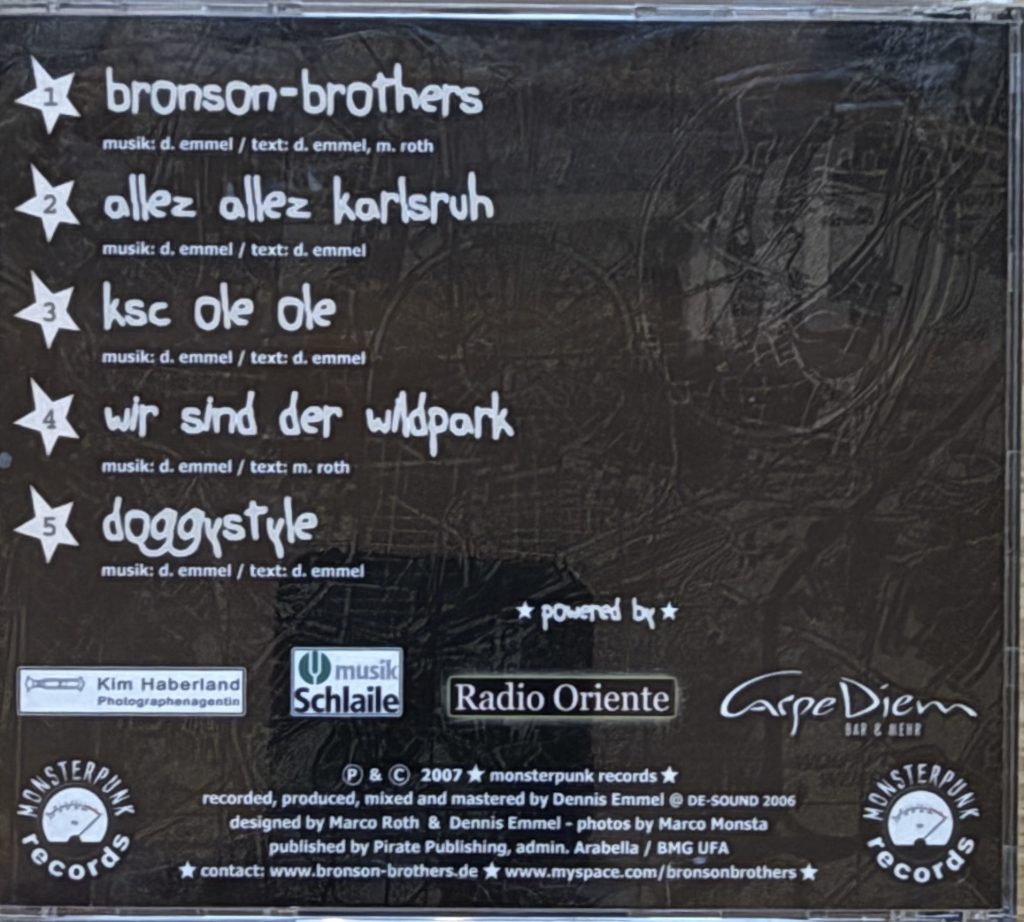 1 bronson-brothers
musik: d. emmel / text: d. emmel, m. roth
2 allez allez karlsruh
musik: d. emmel / text: d. emmel
3 ksc ole ole
musik: d. emmel / text: d. emmel
4 wir sind der wildpark
musik: d. emmel / text: m. roth
5 doggystyle
musik: d. emmel / text: d. emmel
★ powered by ★
Kim Haberland
Photographenagentin
musik
Schlaile
Radio Oriente
Carpe Diem
BAR & MEHR
MONSTERPUNK
records
Ⓟ & © 2007 ★ monsterpunk records ★
recorded, produced, mixed and mastered by Dennis Emmel @ DE-SOUND 2006
designed by Marco Roth & Dennis Emmel - photos by Marco Monsta
published by Pirate Publishing, admin. Arabella / BMG UFA
★ contact: www.bronson-brothers.de ★ www.myspace.com/bronsonbrothers ★
MONSTERPUNK
records